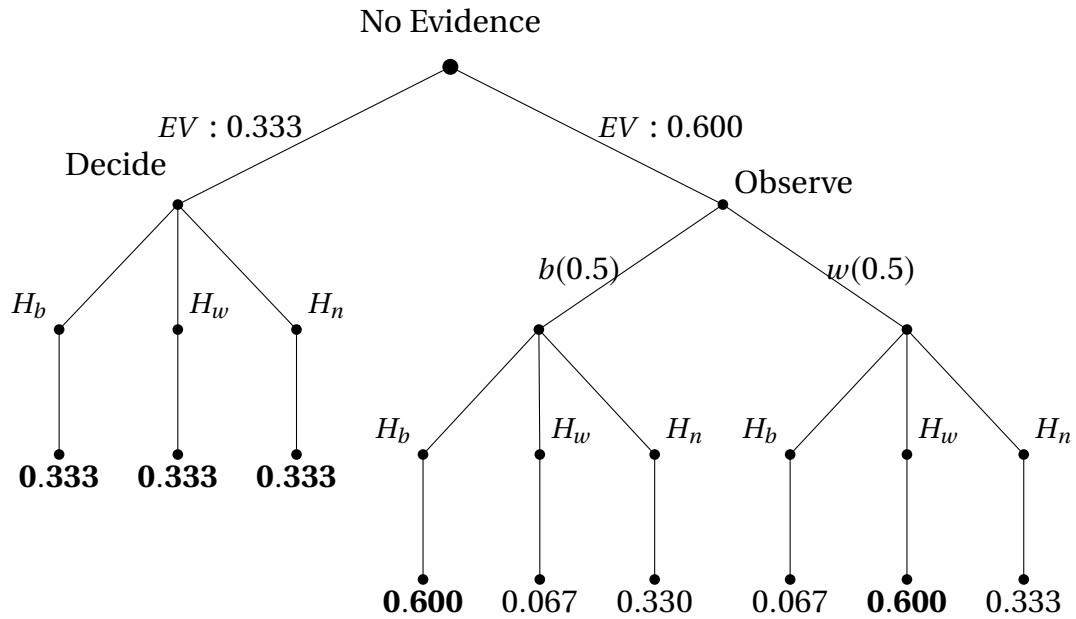 No Evidence
EV : 0.333
EV : 0.600
Decide
Observe
b(0.5)
w(0.5)
H_b
H_w
H_n
H_b
H_w
H_n
H_b
H_w
H_n
0.333
0.333
0.333
0.600
0.067
0.330
0.067
0.600
0.333